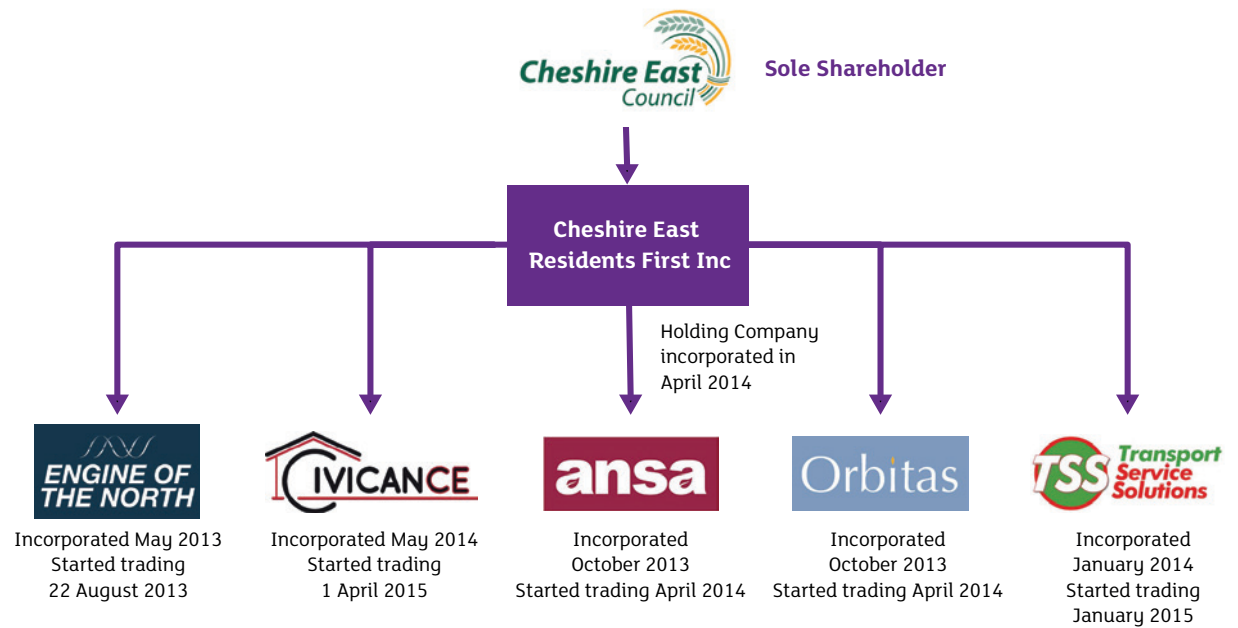 Cheshire East
Council
Sole Shareholder
Cheshire East
Residents First Inc
Holding Company
incorporated in
April 2014
ENGINE OF
THE NORTH
Incorporated May 2013
Started trading
22 August 2013
CIVICANCE
Incorporated May 2014
Started trading
1 April 2015
ansa
Incorporated
October 2013
Started trading April 2014
Orbitas
Incorporated
October 2013
Started trading April 2014
TSS
Transport
Service
Solutions
Incorporated
January 2014
Started trading
January 2015